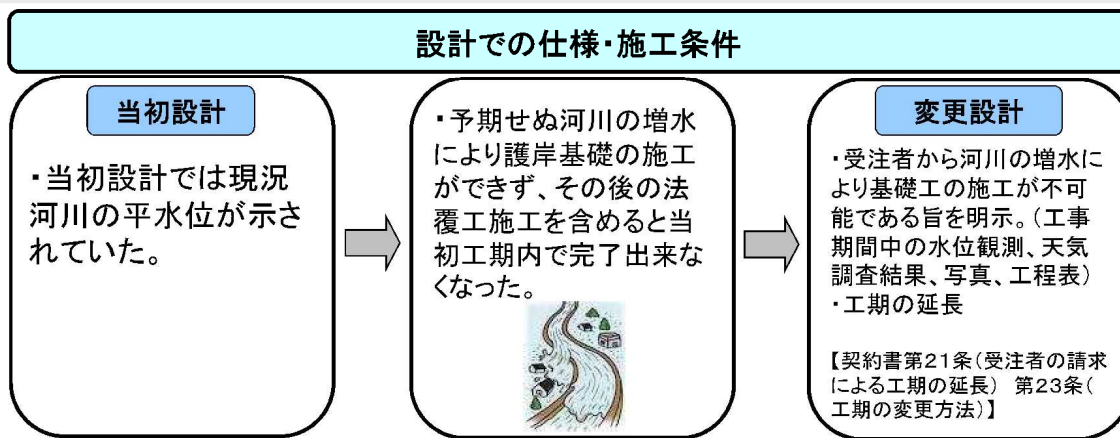 設計での仕様・施工条件
当初設計
・当初設計では現況
河川の平水位が示さ
れていた。
・予期せぬ河川の増水
により護岸基礎の施工
ができず、その後の法
覆工施工を含めると当
初工期内で完了出来な
くなった。
変更設計
・受注者から河川の増水に
より基礎工の施工が不可
能である旨を明示。(工事
期間中の水位観測、天気
調査結果、写真、工程表)
・工期の延長
【契約書第21条(受注者の請求
による工期の延長) 第23条(
工期の変更方法)】